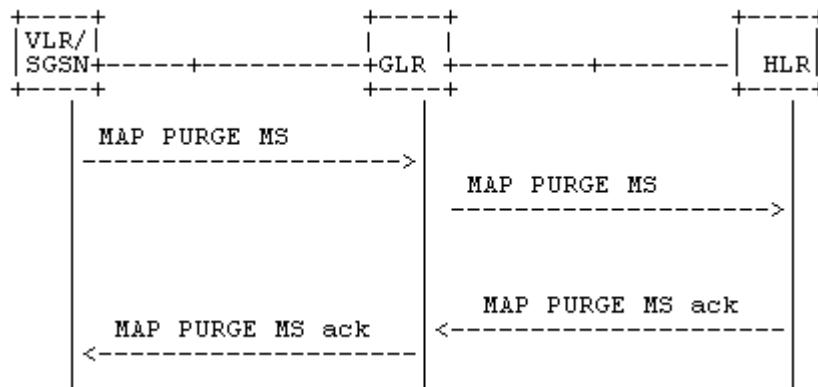 VLR/
SGSN
GLR
HLR
MAP PURGE MS
MAP PURGE MS
MAP PURGE MS ack
MAP PURGE MS ack